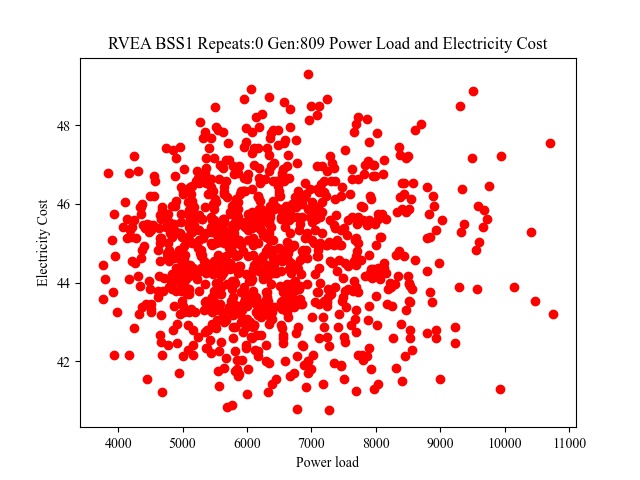 RVEA BSS1 Repeats:0 Gen:809 Power Load and Electricity Cost
48
46
44
42
Electricity Cost
4000 5000 6000 7000 8000 9000 10000 11000
Power load